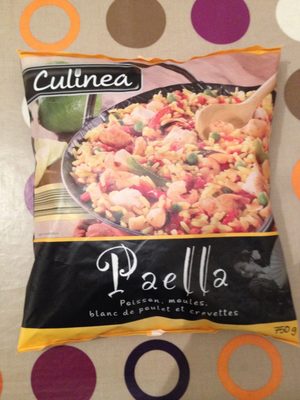 Culinea
Paella
Poisson, moules,
blanc de poulet et crevettes
750 g